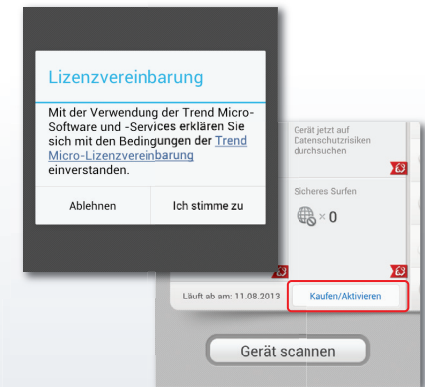 Lizenzvereinbarung
Mit der Verwendung der Trend Micro-
Software und -Services erklären Sie
sich mit den Bedingungen der Trend
Micro-Lizenzvereinbarung
einverstanden.
Ablehnen
Ich stimme zu
Gerät jetzt auf
Datenschutzrisiken
durchsuchen
Sicheres Surfen
× 0
Läuft ab am: 11.08.2013
Kaufen/Aktivieren
Gerät scannen